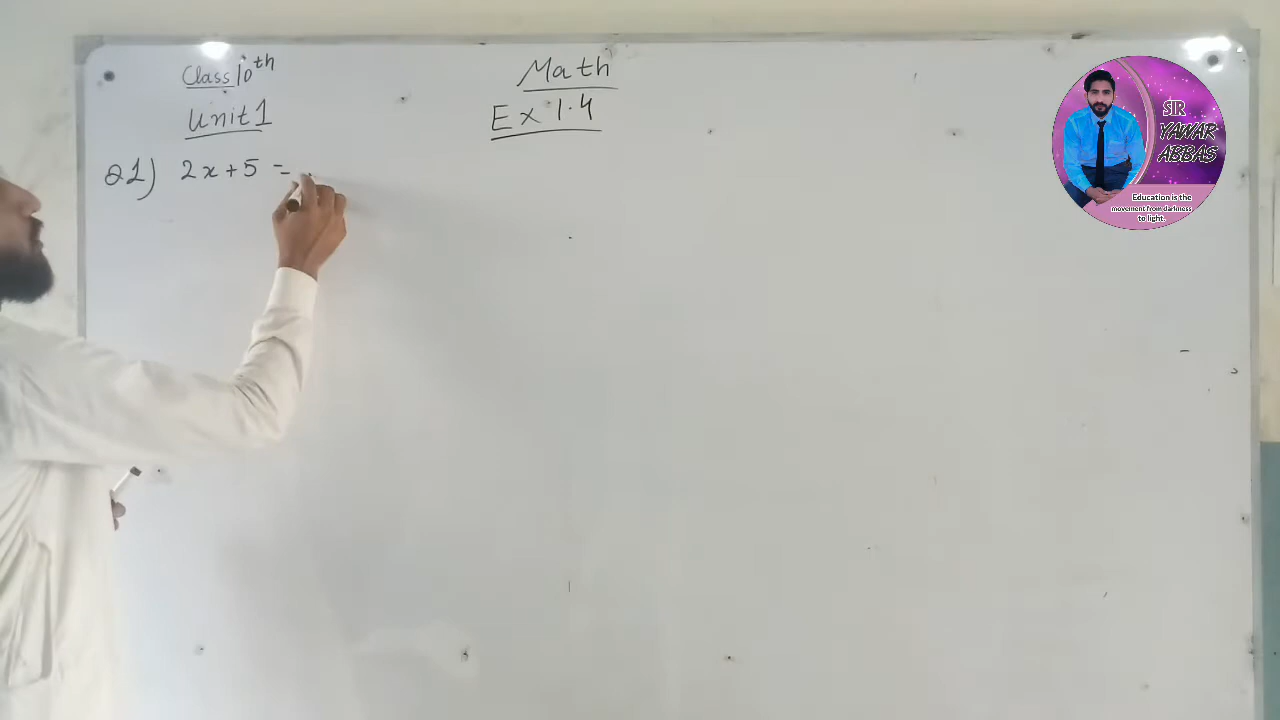 Class 10th
Math
Unit 1
Ex 1.4
Q1) 2x+5 =
SIR
YAWAR
ABBAS
Education is the
movement from darkness
to light.